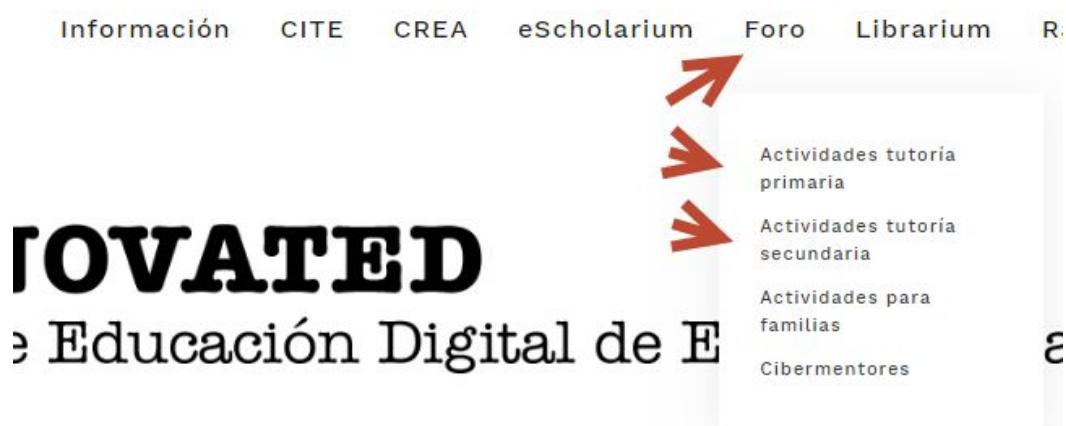 Información CITE CREA eScholarium Foro Librarium
Actividades tutoría
primaria
Actividades tutoría
secundaria
Actividades para
familias
Cibermentores
NOVATED
e Educación Digital de E